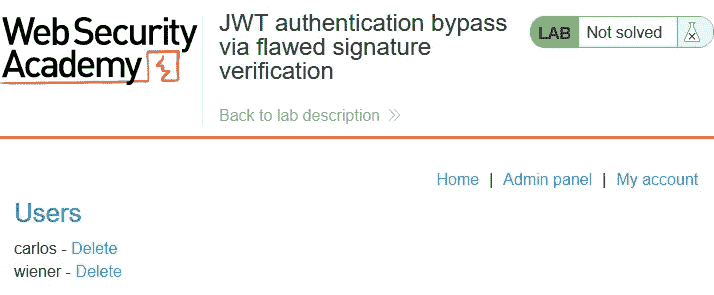 Web Security
Academy
JWT authentication bypass
via flawed signature
verification
LAB Not solved
Back to lab description
Home | Admin panel | My account
Users
carlos - Delete
wiener - Delete